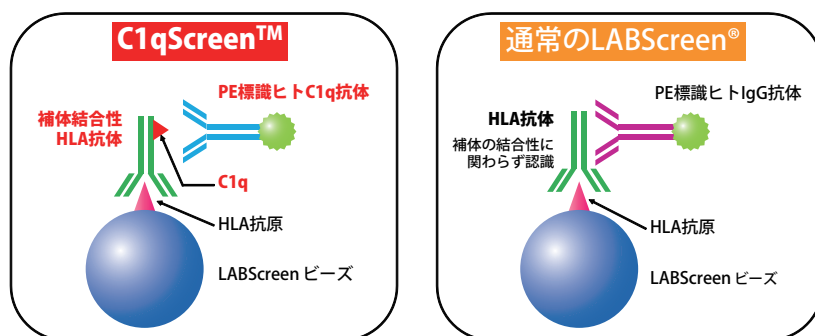 C1qScreen™
PE標識ヒトC1q抗体
補体結合性
HLA抗体
C1q
HLA抗原
LABScreen ビーズ
通常のLABScreen®
PE標識ヒトIgG抗体
HLA抗体
補体の結合性に
関わらず認識
HLA抗原
LABScreen ビーズ